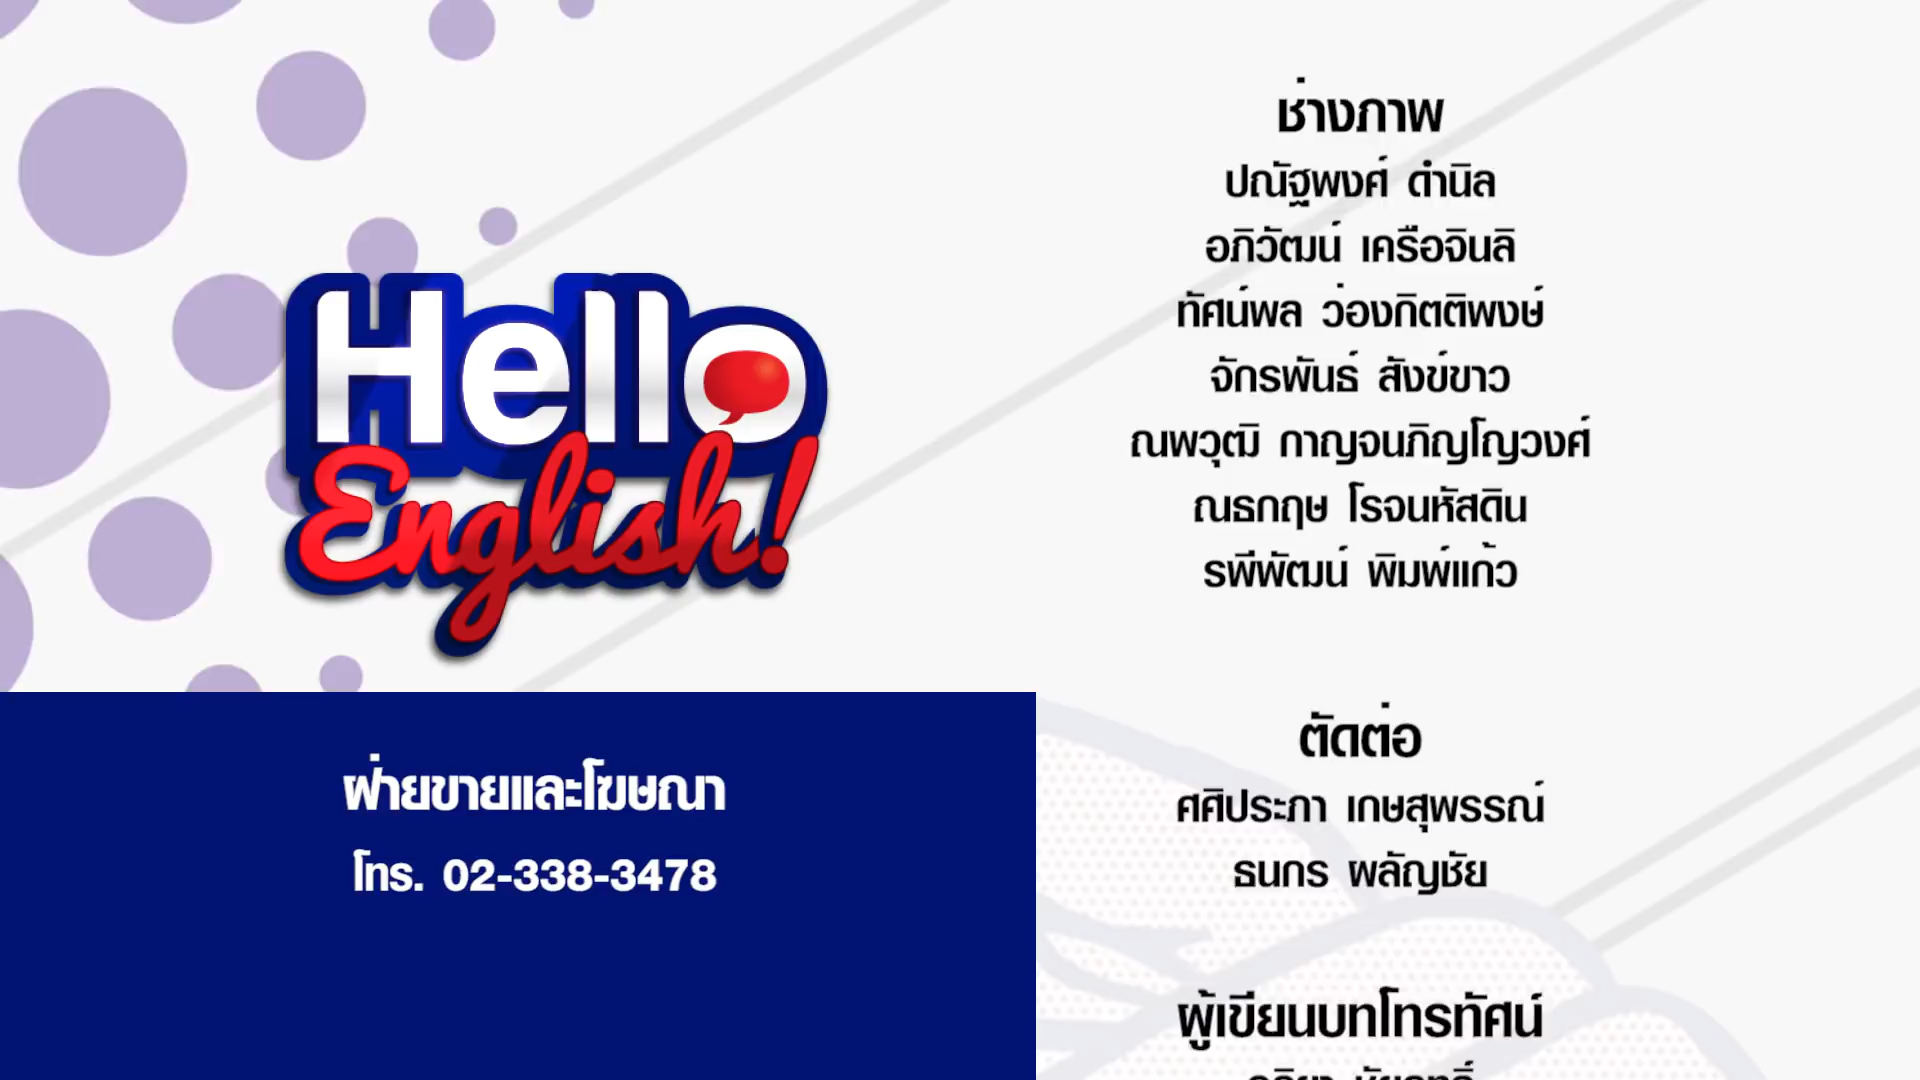 Hello
English!
ฝ่ายขายและโฆษณา
โทร. 02-338-3478
ช่างภาพ
ปณัฐพงศ์ ดำนิล
อภิวัฒน์ เครือจินลิ
ทัศน์พล ว่องกิตติพงษ์
จักรพันธ์ สังข์ขาว
ณพวุฒิ กาญจนภิญโญวงศ์
ณธกฤษ โรจนหัสดิน
รพีพัฒน์ พิมพ์แก้ว
ตัดต่อ
ศศิประภา เกษสุพรรณ์
ธนกร ผลัญชัย
ผู้เขียนบทโทรทัศน์